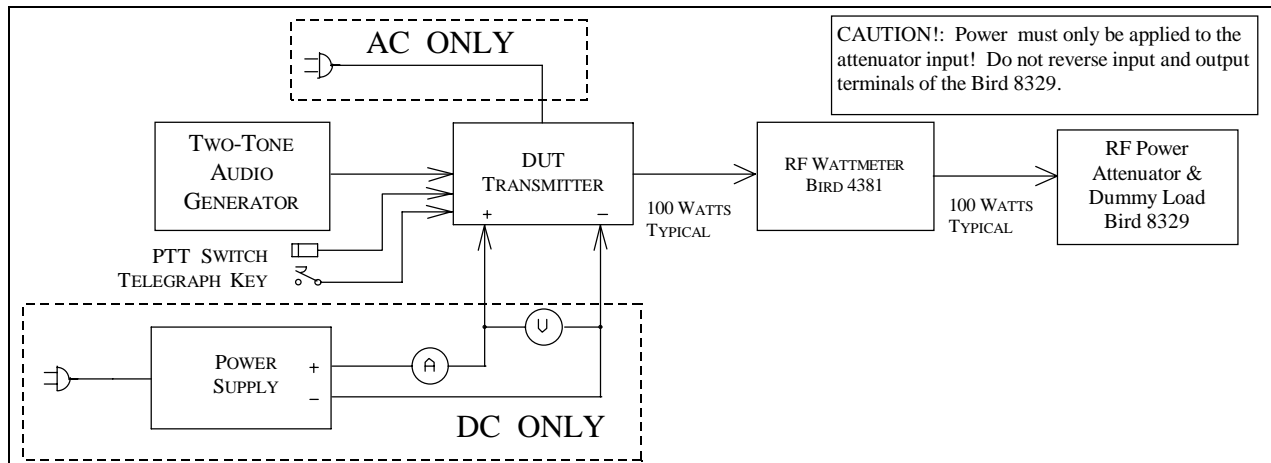 AC ONLY
CAUTION!: Power must only be applied to the
attenuator input! Do not reverse input and output
terminals of the Bird 8329.
TWO-TONE
AUDIO
GENERATOR
DUT
TRANSMITTER
+ −
RF WATTMETER
BIRD 4381
RF Power
Attenuator &
Dummy Load
Bird 8329
100 WATTS
TYPICAL
100 WATTS
TYPICAL
PTT SWITCH
TELEGRAPH KEY
V
POWER
SUPPLY
+
−
A
DC ONLY